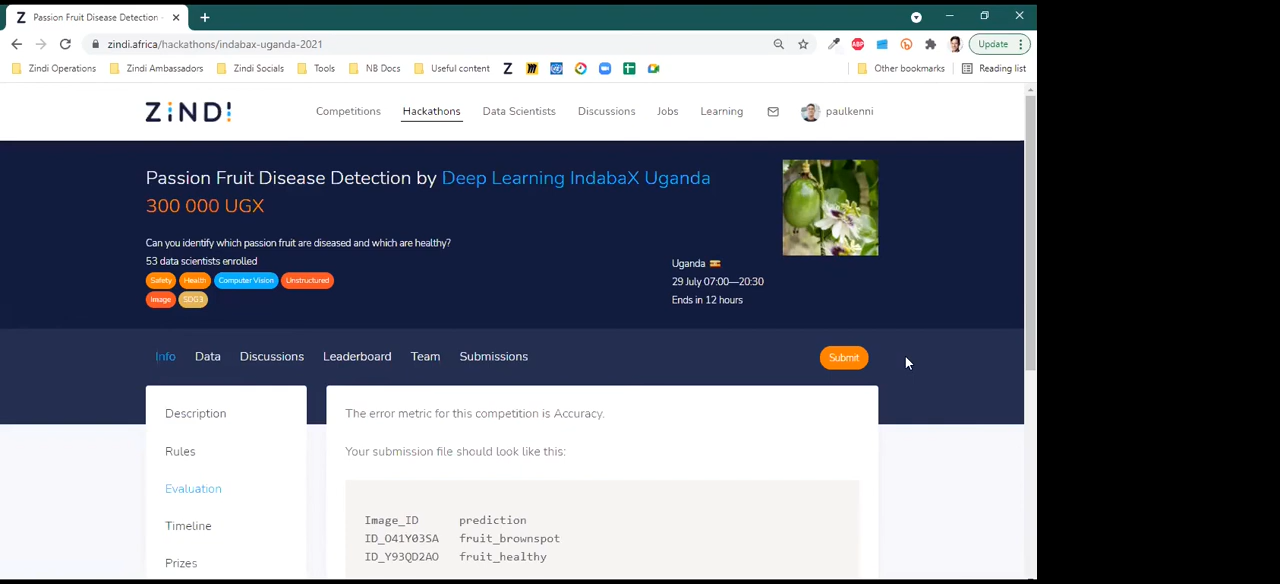 Z Passion Fruit Disease Detection
zindi.africa/hackathons/indabax-uganda-2021
ABP
Update
Zindi Operations
Zindi Ambassadors
Zindi Socials
Tools
NB Docs
Useful content
Z
Other bookmarks
Reading list
ZINDI
Competitions
Hackathons
Data Scientists
Discussions
Jobs
Learning
paulkenni
Passion Fruit Disease Detection by Deep Learning IndabaX Uganda
300 000 UGX
Can you identify which passion fruit are diseased and which are healthy?
53 data scientists enrolled
Safety
Health
Computer Vision
Unstructured
Image
SDG3
Uganda
29 July 07:00—20:30
Ends in 12 hours
Info
Data
Discussions
Leaderboard
Team
Submissions
Submit
Description
Rules
Evaluation
Timeline
Prizes
The error metric for this competition is Accuracy.
Your submission file should look like this:
Image_ID prediction
ID_O41Y03SA fruit_brownspot
ID_Y93QD2AO fruit_healthy